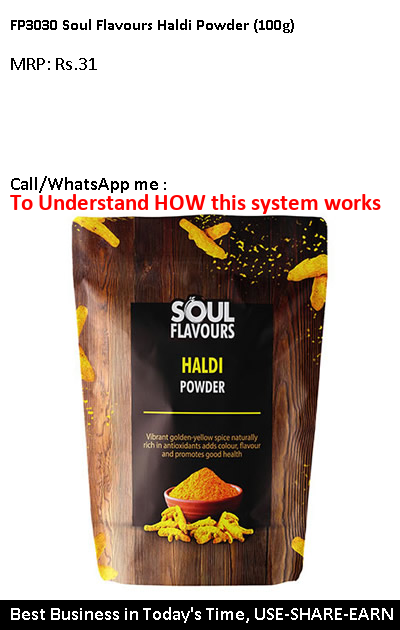 FP3030 Soul Flavours Haldi Powder (100g)
MRP: Rs.31
Call/WhatsApp me :
To Understand HOW this system works
SOUL
FLAVOURS
HALDI
POWDER
Vibrant golden-yellow spice naturally
rich in antioxidants adds colour, flavour
and promotes good health
Best Business in Today's Time, USE-SHARE-EARN